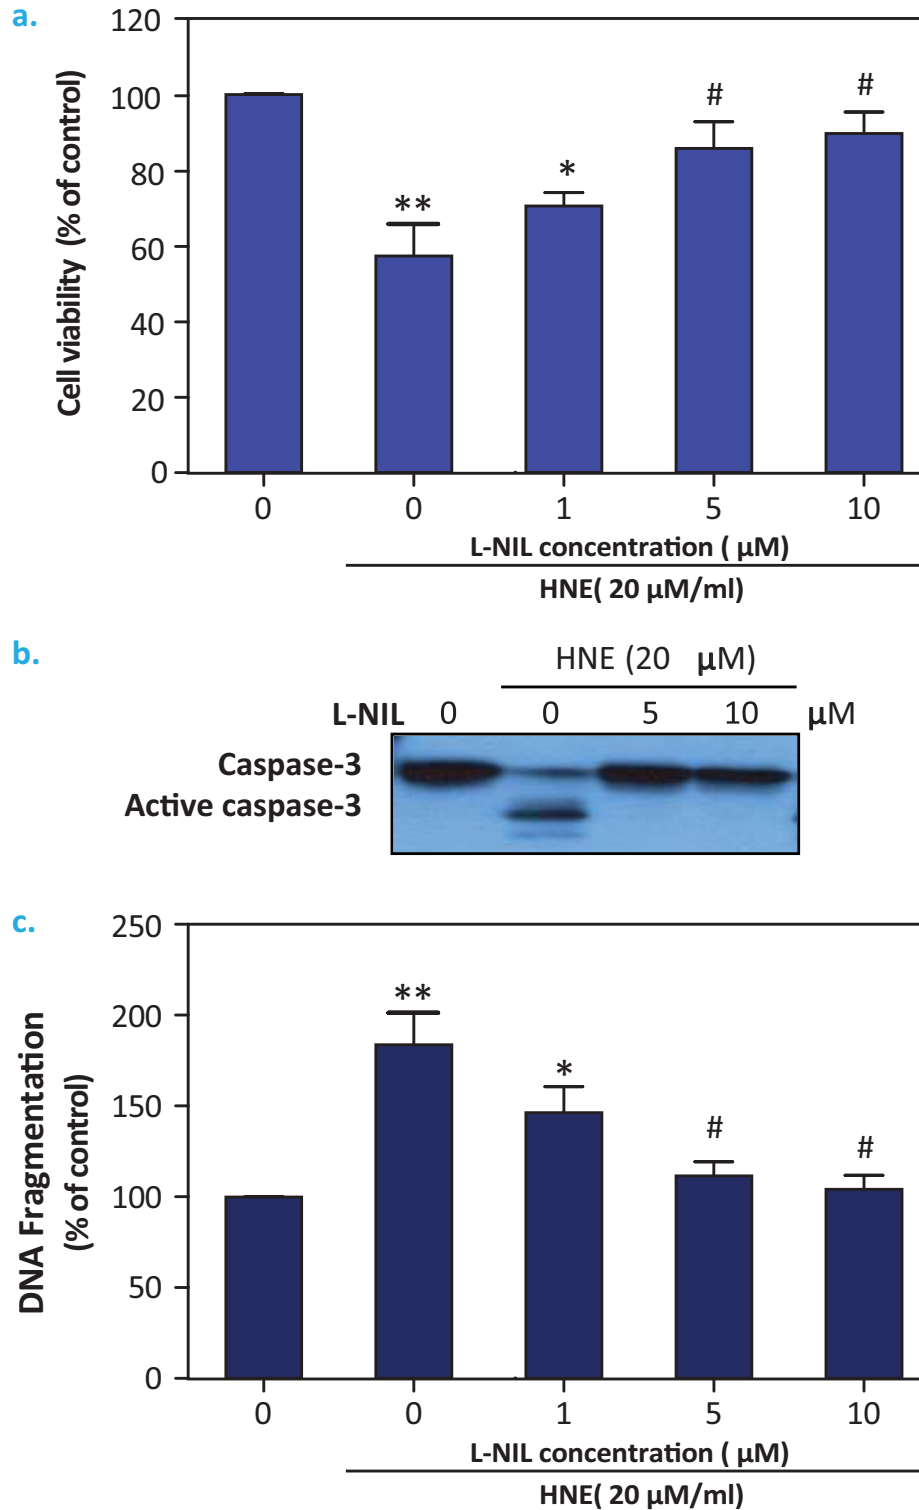 a.
120
100
80
60
40
20
0
Cell viability (% of control)
** * # #
0 0 1 5 10
L-NIL concentration ( μM)
HNE( 20 μM/ml)
b.
HNE (20 μM)
L-NIL 0 0 5 10 μM
Caspase-3
Active caspase-3
c.
250
200
150
100
50
0
DNA Fragmentation
(% of control)
** * # #
0 0 1 5 10
L-NIL concentration ( μM)
HNE( 20 μM/ml)